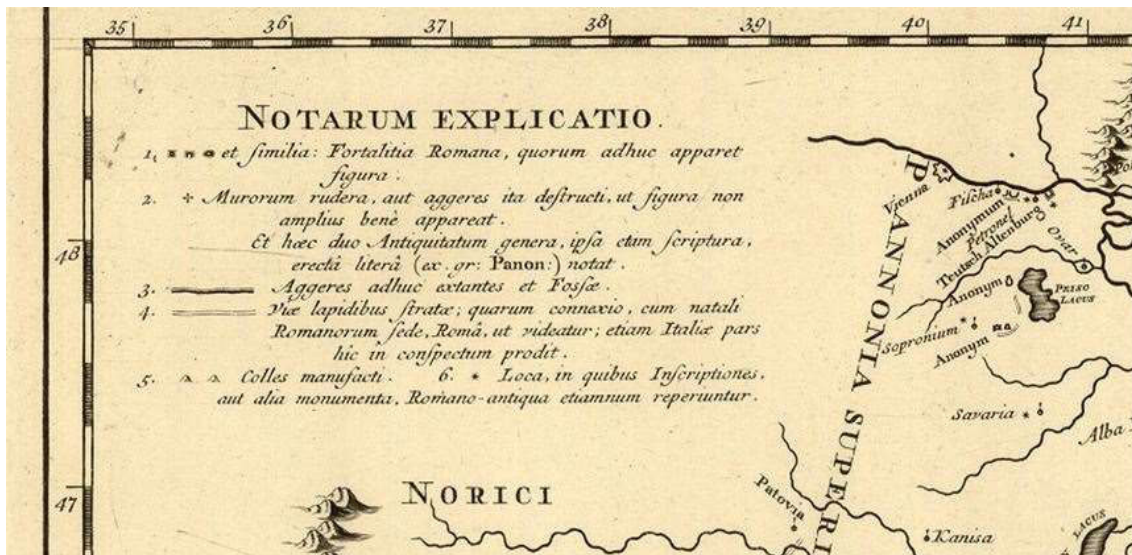 35 36 37 38 39 40 41
NOTARUM EXPLICATIO.
1. et ſimilia: Fortalitia Romana, quorum adhuc apparet
figura.
2. Murorum rudera, aut aggeres ita deſtructi, ut figura non
amplius benè appareat.
Et hæc duo Antiquitatum genera, ipſa etam ſcriptura,
erectâ literâ (ex. gr: Panon:) notat.
3. Aggeres adhuc extantes et Foſſæ.
4. Viæ lapidibus ſtratæ; quarum connexio, cum natali
Romanorum ſede, Româ, ut videatur; etiam Italiæ pars
hìc in conſpectum prodit.
5. Colles manufacti. 6. * Loca, in quibus Inſcriptiones,
aut alia monumenta, Romano-antiqua etiamnum reperiuntur.
48
47
NORICI
PANNONIA SUPERI
Vienna
Fiſcha
Anonymum
Petronel
Teutſch Altenburg
Ovar
Anonym
PEISO
LACUS
Sopronium *
Anonym
Savaria *
Alba
Patovia
Kanisa
LACUS